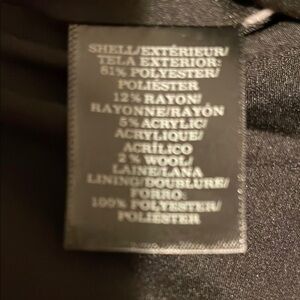 SHELL/EXTÉRIEUR/
TELA EXTERIOR:
81% POLYESTER/
POLIÉSTER
12% RAYON/
RAYONNE/RAYÓN
5% ACRYLIC/
ACRYLIQUE/
ACRÍLICO
2% WOOL/
LAINE/LANA
LINING/DOUBLURE/
FORRO:
100% POLYESTER/
POLIÉSTER